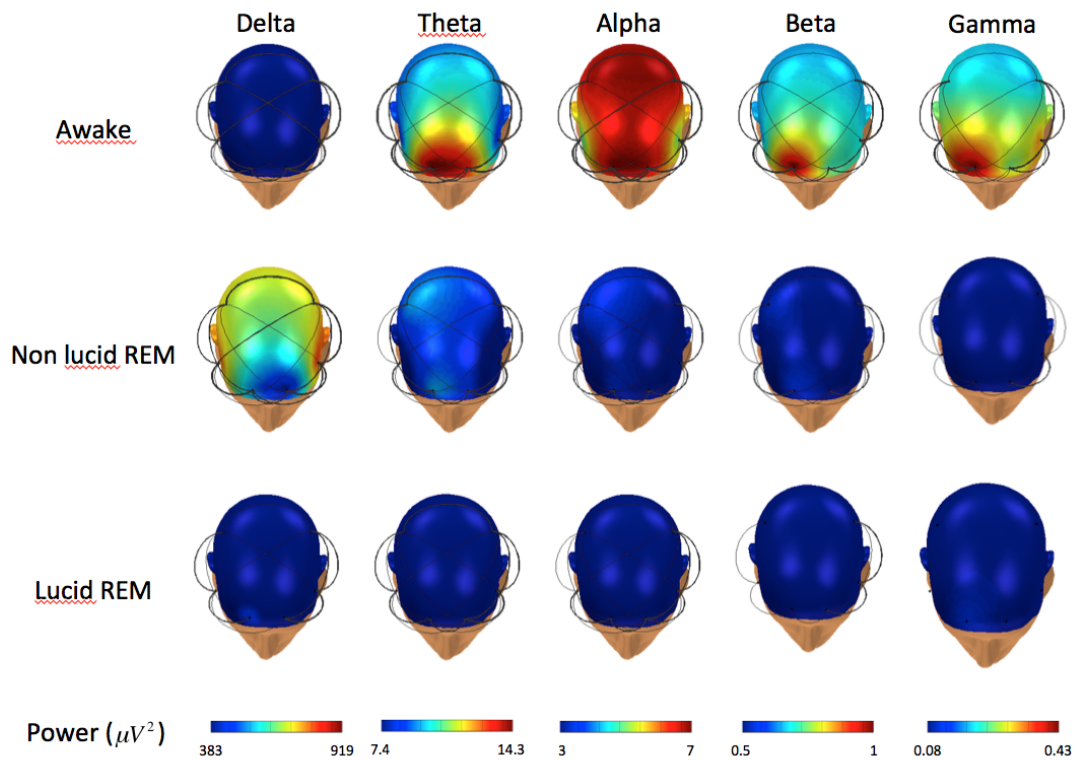 Delta Theta Alpha Beta Gamma
Awake
Non lucid REM
Lucid REM
Power (μV²)
383 919 7.4 14.3 3 7 0.5 1 0.08 0.43